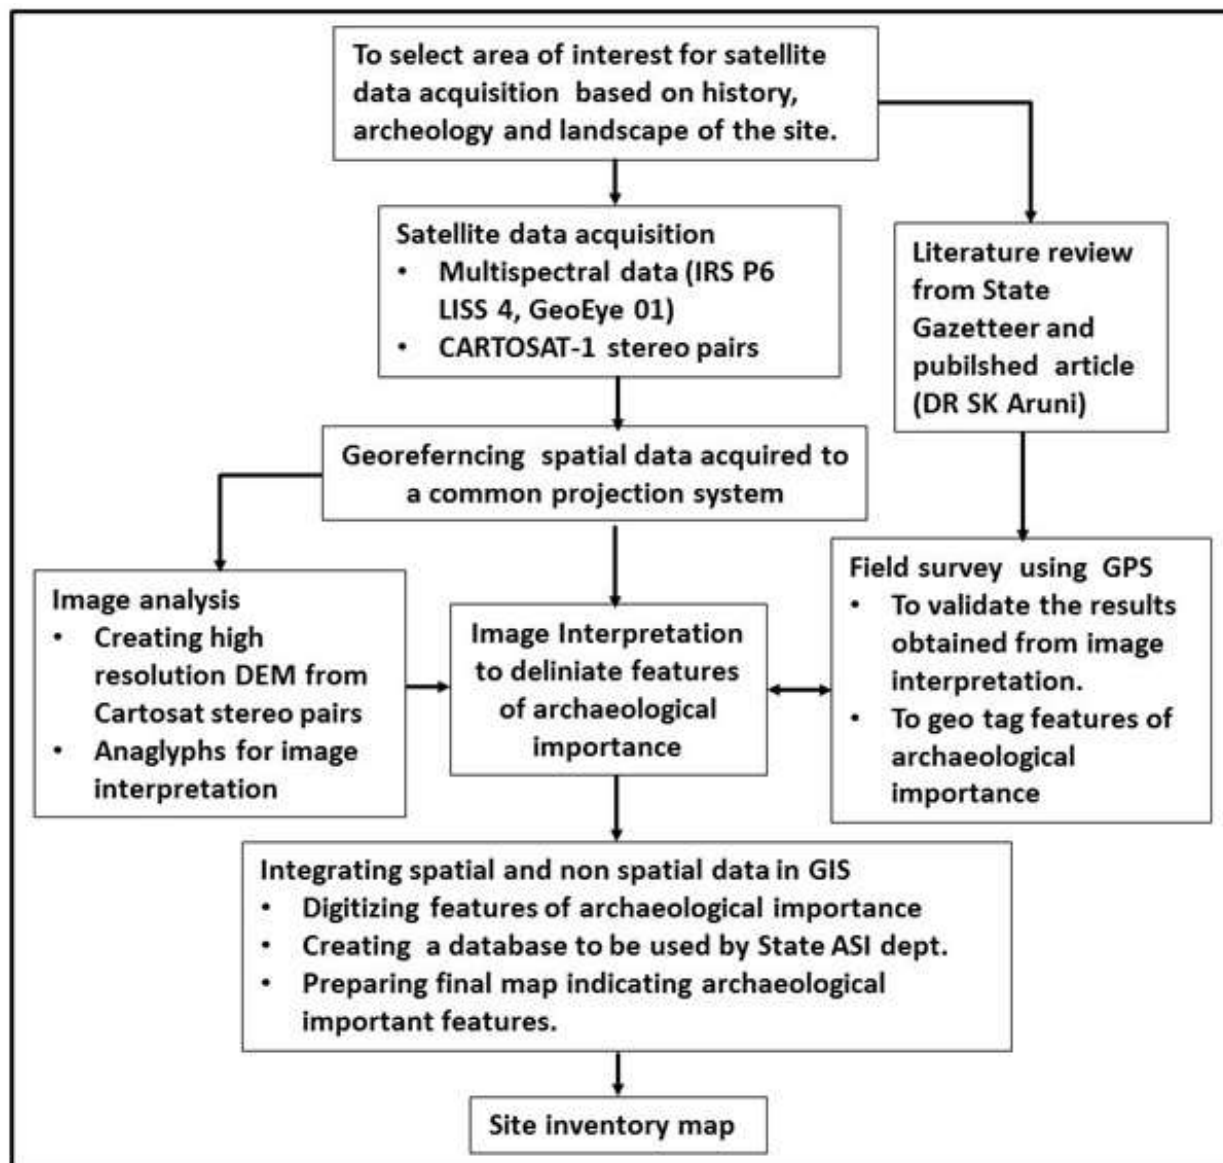 To select area of interest for satellite
data acquisition based on history,
archeology and landscape of the site.
Satellite data acquisition
• Multispectral data (IRS P6
LISS 4, GeoEye 01)
• CARTOSAT-1 stereo pairs
Literature review
from State
Gazetteer and
pubilshed article
(DR SK Aruni)
Georeferncing spatial data acquired to
a common projection system
Image analysis
• Creating high
resolution DEM from
Cartosat stereo pairs
• Anaglyphs for image
interpretation
Image Interpretation
to deliniate features
of archaeological
importance
Field survey using GPS
• To validate the results
obtained from image
interpretation.
• To geo tag features of
archaeological
importance
Integrating spatial and non spatial data in GIS
• Digitizing features of archaeological importance
• Creating a database to be used by State ASI dept.
• Preparing final map indicating archaeological
important features.
Site inventory map